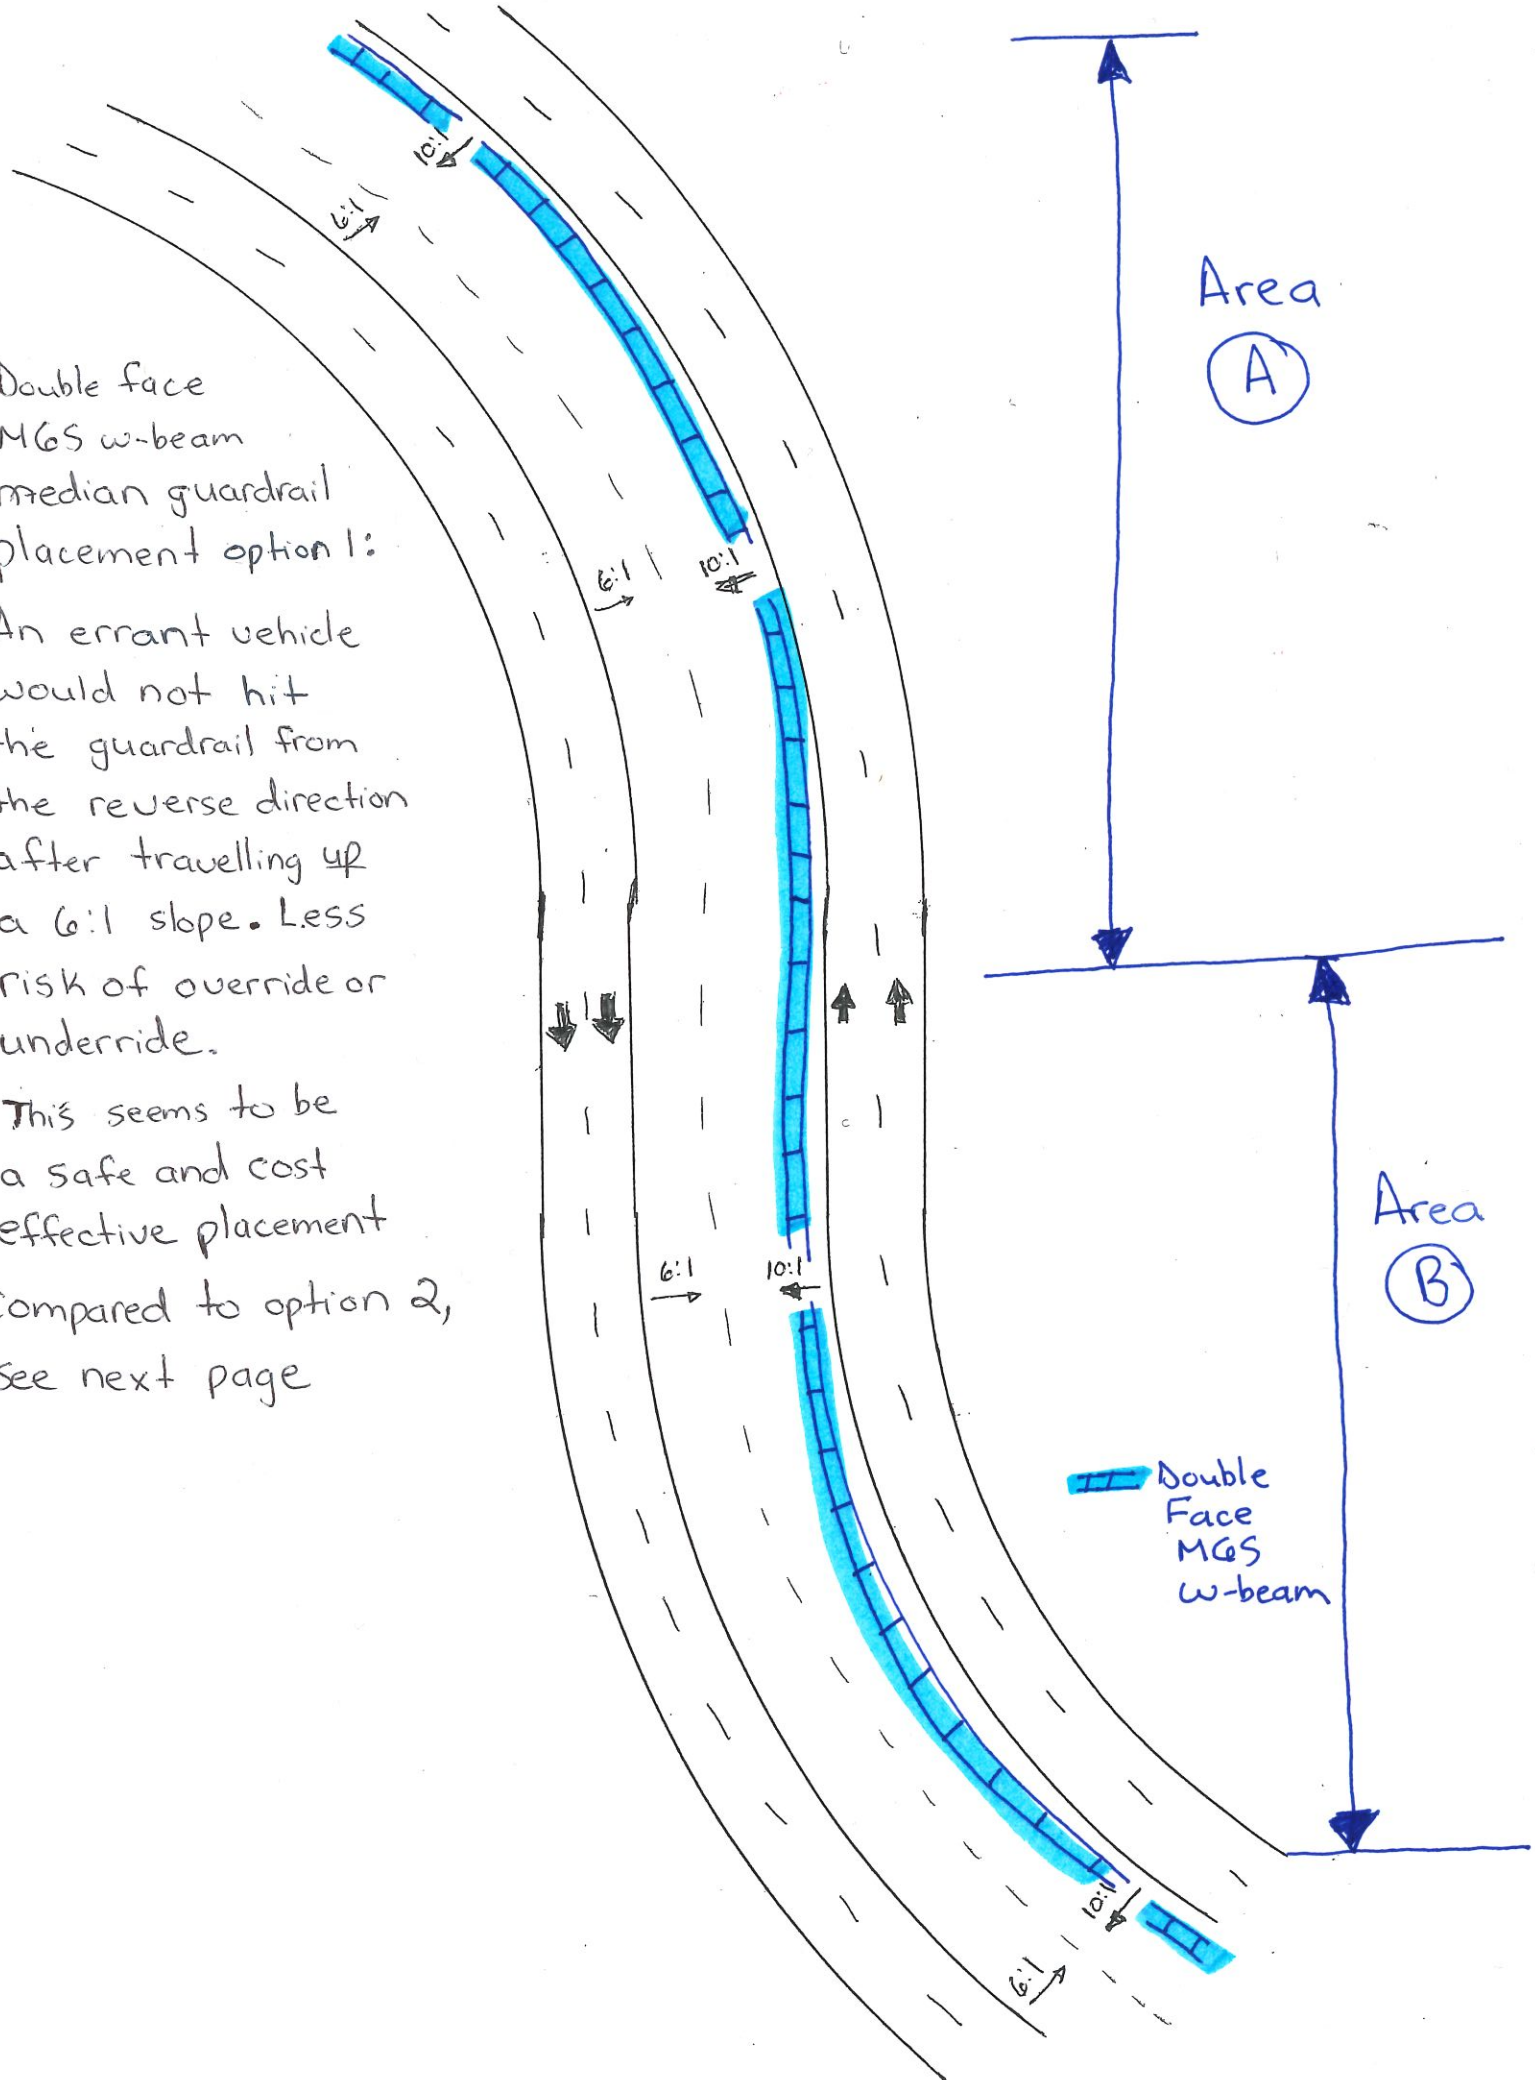 Double face
MGS w-beam
median guardrail
placement option 1:
An errant vehicle
would not hit
the guardrail from
the reverse direction
after travelling up
a 6:1 slope. Less
risk of override or
underride.
This seems to be
a safe and cost
effective placement
compared to option 2,
see next page
10:1
6:1
6:1
10:1
6:1
10:1
10:1
6:1
Area
A
Area
B
Double
Face
MGS
w-beam